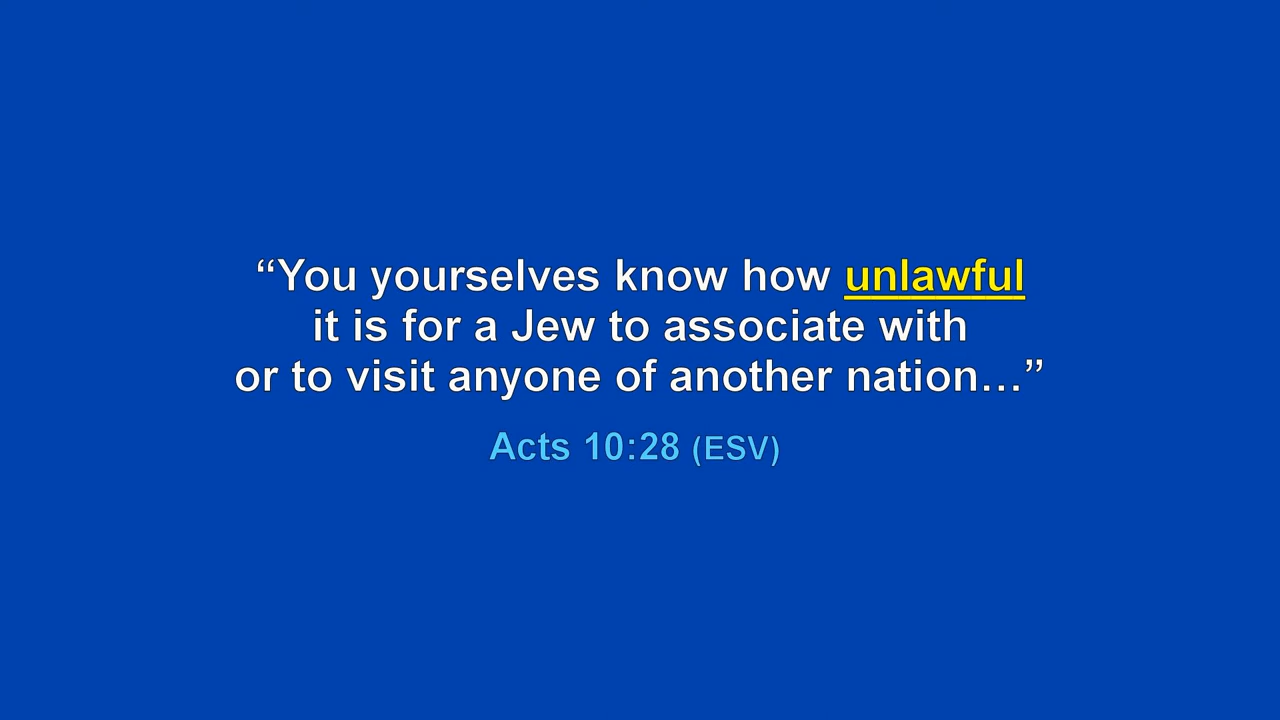 “You yourselves know how unlawful
it is for a Jew to associate with
or to visit anyone of another nation…”
Acts 10:28 (ESV)